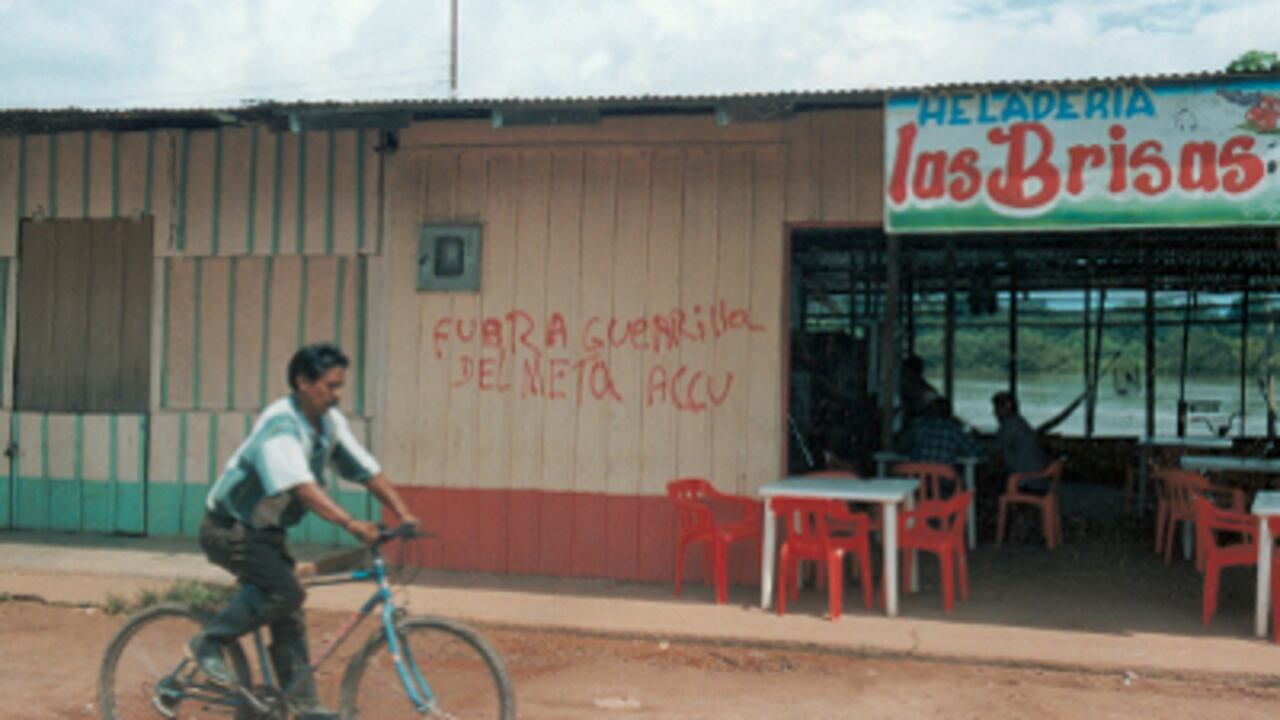 HELADERIA
las Brisas
FUERA GUERRilla
DEL META ACCU